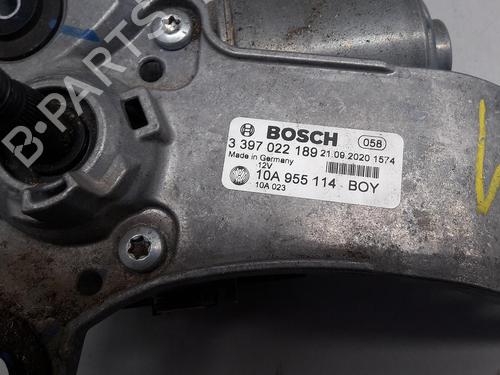 BOSCH 058
3 397 022 189 21.09.2020 1574
Made in Germany
12V
10A 955 114 BOY
10A 023
B-PARTS